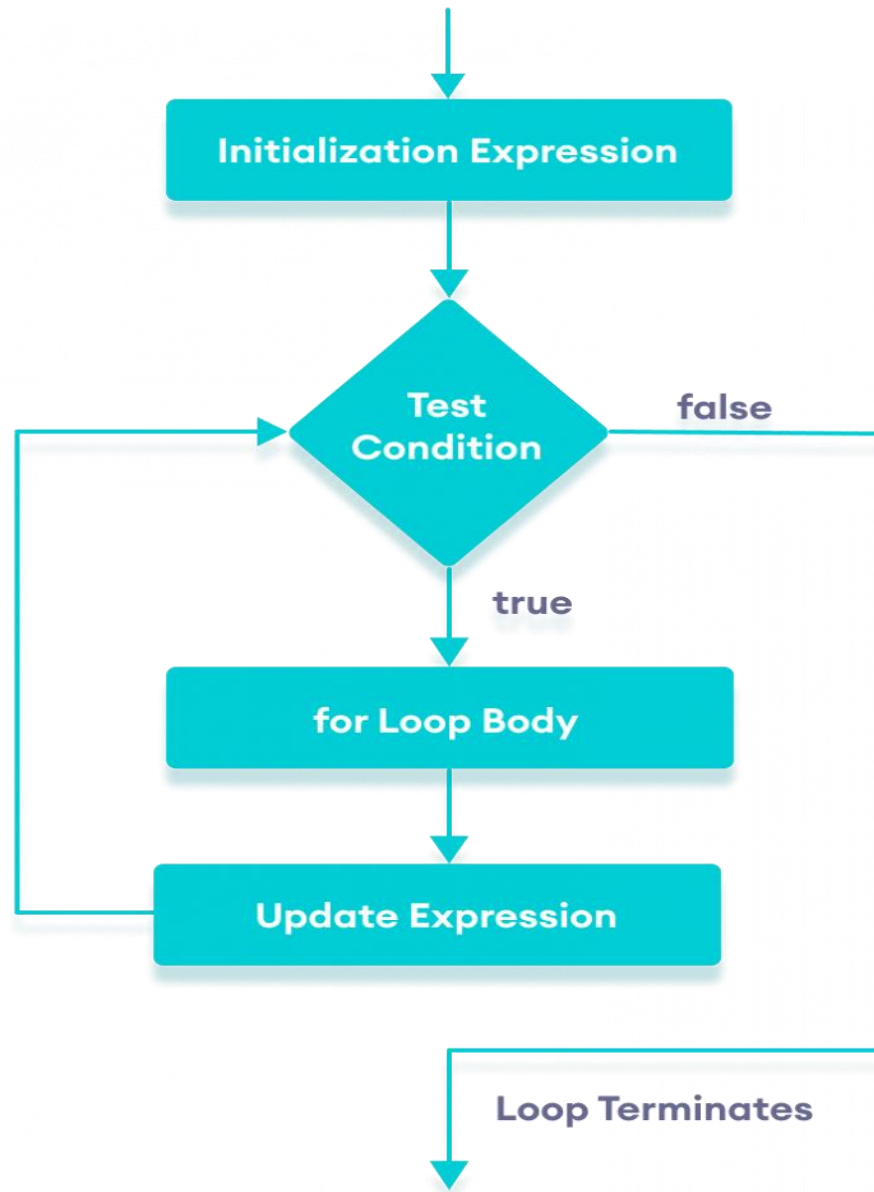 Initialization Expression
Test
Condition
false
true
for Loop Body
Update Expression
Loop Terminates